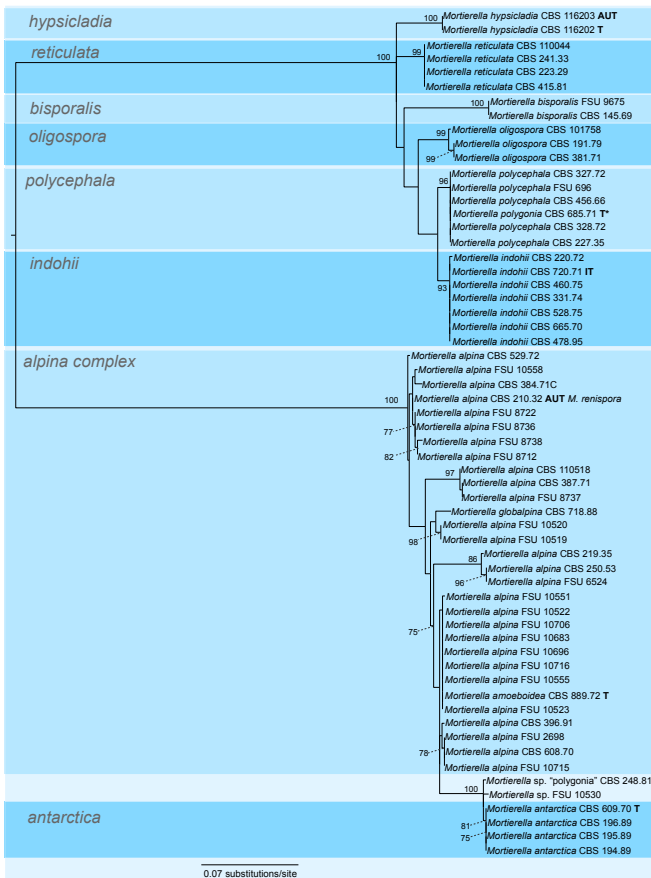 hypsicladia
100
Mortierella hypsicladia CBS 116203 AUT
Mortierella hypsicladia CBS 116202 T
reticulata
100
99
Mortierella reticulata CBS 110044
Mortierella reticulata CBS 241.33
Mortierella reticulata CBS 223.29
Mortierella reticulata CBS 415.81
bisporalis
100
Mortierella bisporalis FSU 9675
Mortierella bisporalis CBS 145.69
oligospora
99
99
Mortierella oligospora CBS 101758
Mortierella oligospora CBS 191.79
Mortierella oligospora CBS 381.71
polycephala
96
Mortierella polycephala CBS 327.72
Mortierella polycephala FSU 696
Mortierella polycephala CBS 456.66
Mortierella polygonia CBS 685.71 T*
Mortierella polycephala CBS 328.72
Mortierella polycephala CBS 227.35
indohii
93
Mortierella indohii CBS 220.72
Mortierella indohii CBS 720.71 IT
Mortierella indohii CBS 460.75
Mortierella indohii CBS 331.74
Mortierella indohii CBS 528.75
Mortierella indohii CBS 665.70
Mortierella indohii CBS 478.95
alpina complex
100
Mortierella alpina CBS 529.72
Mortierella alpina FSU 10558
Mortierella alpina CBS 384.71C
Mortierella alpina CBS 210.32 AUT M. renispora
Mortierella alpina FSU 8722
77
Mortierella alpina FSU 8736
Mortierella alpina FSU 8738
82
Mortierella alpina FSU 8712
97
Mortierella alpina CBS 110518
Mortierella alpina CBS 387.71
Mortierella alpina FSU 8737
Mortierella globalpina CBS 718.88
Mortierella alpina FSU 10520
98
Mortierella alpina FSU 10519
86
Mortierella alpina CBS 219.35
Mortierella alpina CBS 250.53
96
Mortierella alpina FSU 6524
Mortierella alpina FSU 10551
Mortierella alpina FSU 10522
Mortierella alpina FSU 10706
75
Mortierella alpina FSU 10683
Mortierella alpina FSU 10696
Mortierella alpina FSU 10716
Mortierella alpina FSU 10555
Mortierella amoeboidea CBS 889.72 T
Mortierella alpina FSU 10523
Mortierella alpina CBS 396.91
Mortierella alpina FSU 2698
78
Mortierella alpina CBS 608.70
Mortierella alpina FSU 10715
100
Mortierella sp. "polygonia" CBS 248.81
Mortierella sp. FSU 10530
antarctica
Mortierella antarctica CBS 609.70 T
81
Mortierella antarctica CBS 196.89
75
Mortierella antarctica CBS 195.89
Mortierella antarctica CBS 194.89
0.07 substitutions/site